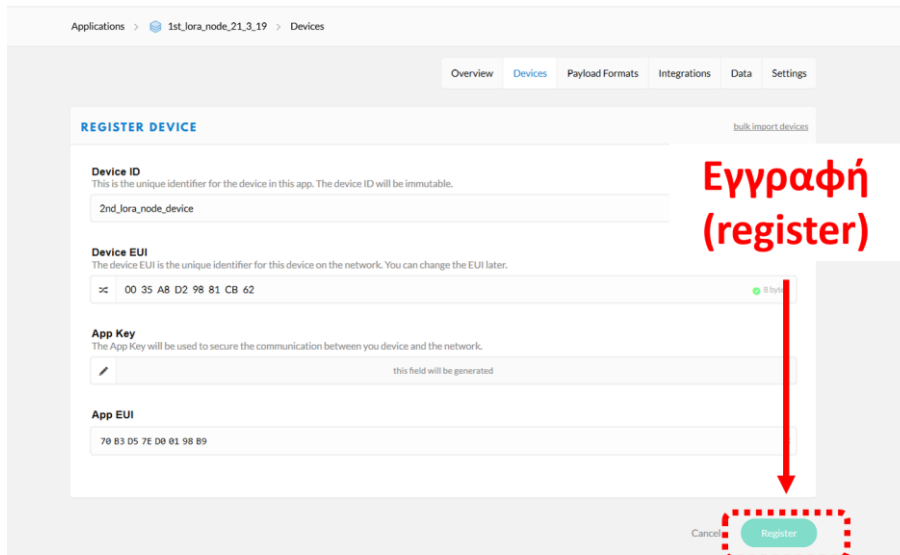 Applications > 1st_lora_node_21_3_19 > Devices
Overview Devices Payload Formats Integrations Data Settings
REGISTER DEVICE
bulk import devices
Device ID
This is the unique identifier for the device in this app. The device ID will be immutable.
2nd_lora_node_device
Εγγραφή
(register)
Device EUI
The device EUI is the unique identifier for this device on the network. You can change the EUI later.
00 35 A8 D2 98 81 CB 62
8 bytes
App Key
The App Key will be used to secure the communication between you device and the network.
this field will be generated
App EUI
70 B3 D5 7E D0 01 98 B9
Cancel
Register